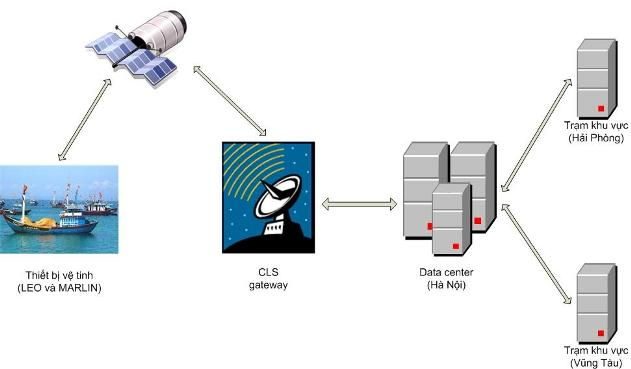 Thiết bị vệ tinh
(LEO và MARLIN)
CLS
gateway
Data center
(Hà Nội)
Trạm khu vực
(Hải Phòng)
Trạm khu vực
(Vũng Tàu)